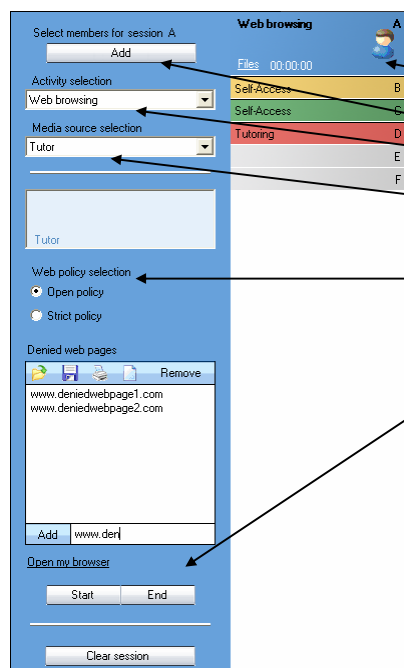 Select members for session A
Add
Activity selection
Web browsing
Media source selection
Tutor
Tutor
Web policy selection
Open policy
Strict policy
Denied web pages
Remove
www.deniedwebpage1.com
www.deniedwebpage2.com
Add www.den
Open my browser
Start End
Clear session
Web browsing A
Files 00:00:00
Self-Access B
Self-Access C
Tutoring D
E
F